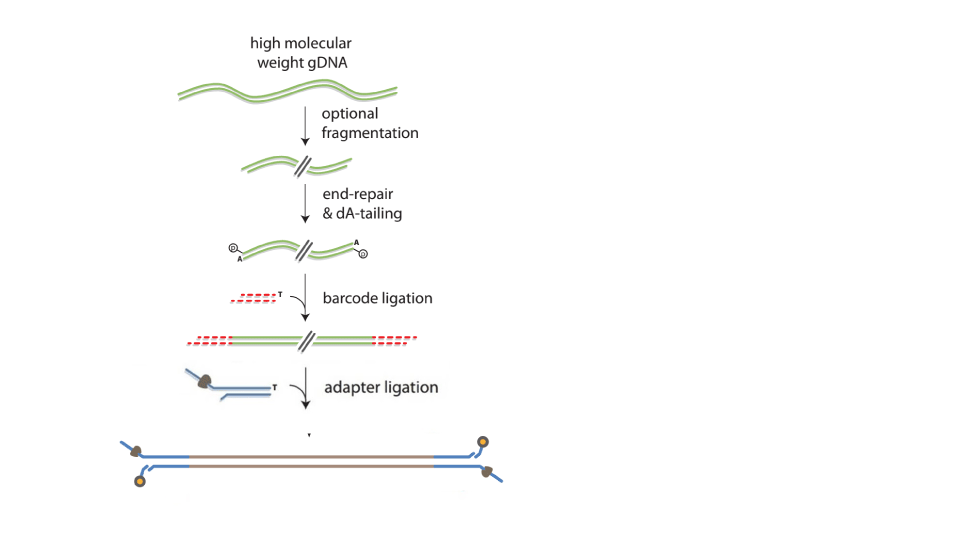 high molecular
weight gDNA
optional
fragmentation
end-repair
& dA-tailing
p
A
A
p
T
barcode ligation
T
adapter ligation